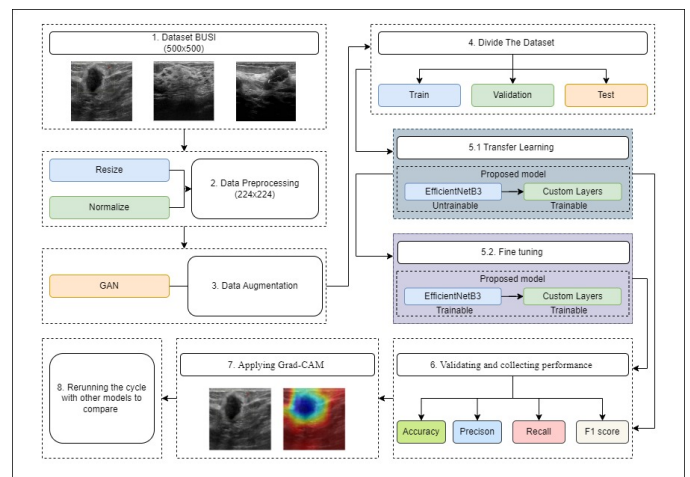 1. Dataset BUSI
(500x500)
Resize
Normalize
2. Data Preprocessing
(224x224)
GAN
3. Data Augmentation
4. Divide The Dataset
Train
Validation
Test
5.1 Transfer Learning
Proposed model
EfficientNetB3
Custom Layers
Untrainable
Trainable
5.2. Fine tuning
Proposed model
EfficientNetB3
Custom Layers
Trainable
Trainable
6. Validating and collecting performance
Accuracy
Precison
Recall
F1 score
7. Applying Grad-CAM
8. Rerunning the cycle
with other models to
compare